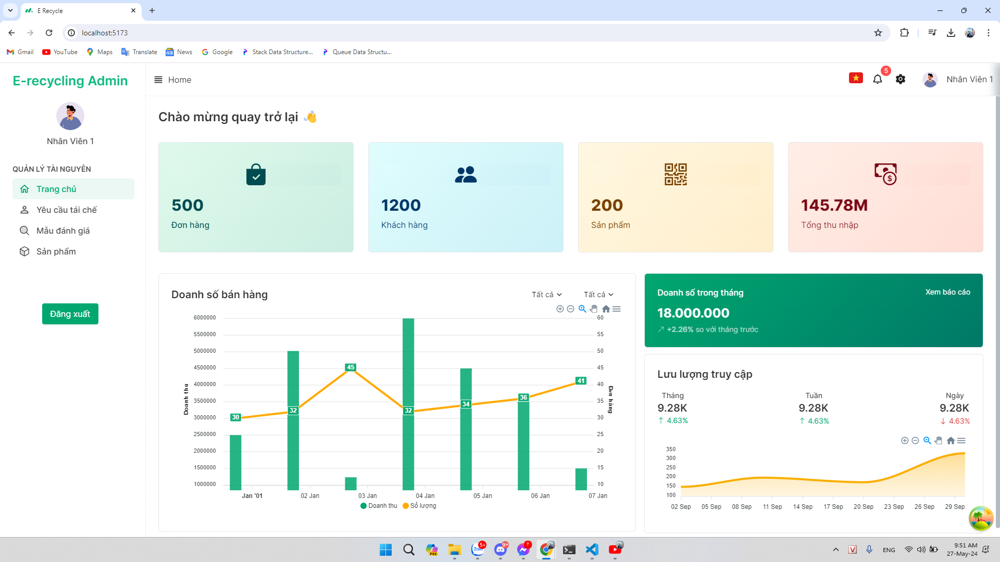 E Recycle
localhost:5173
Gmail
YouTube
Maps
Translate
News
Google
Stack Data Structure...
Queue Data Structu...
E-recycling Admin
Nhân Viên 1
QUẢN LÝ TÀI NGUYÊN
Trang chủ
Yêu cầu tái chế
Mẫu đánh giá
Sản phẩm
Đăng xuất
Home
5
Nhân Viên 1
Chào mừng quay trở lại
500
Đơn hàng
1200
Khách hàng
200
Sản phẩm
145.78M
Tổng thu nhập
Doanh số bán hàng
Tất cả
Tất cả
6000000
5500000
5000000
4500000
4000000
3500000
3000000
2500000
2000000
1500000
1000000
Doanh thu
30
32
45
32
34
36
41
60
55
50
45
40
35
30
25
20
15
10
Đơn hàng
Jan '01
02 Jan
03 Jan
04 Jan
05 Jan
06 Jan
07 Jan
Doanh thu
Số lượng
Doanh số trong tháng
Xem báo cáo
18.000.000
+2.26% so với tháng trước
Lưu lượng truy cập
Tháng
9.28K
4.63%
Tuần
9.28K
4.63%
Ngày
9.28K
4.63%
350
300
250
200
150
100
02 Sep
05 Sep
08 Sep
11 Sep
14 Sep
17 Sep
20 Sep
23 Sep
26 Sep
29 Sep
PRE
Zalo
5+
9+
7
V
ENG
9:51 AM
27-May-24